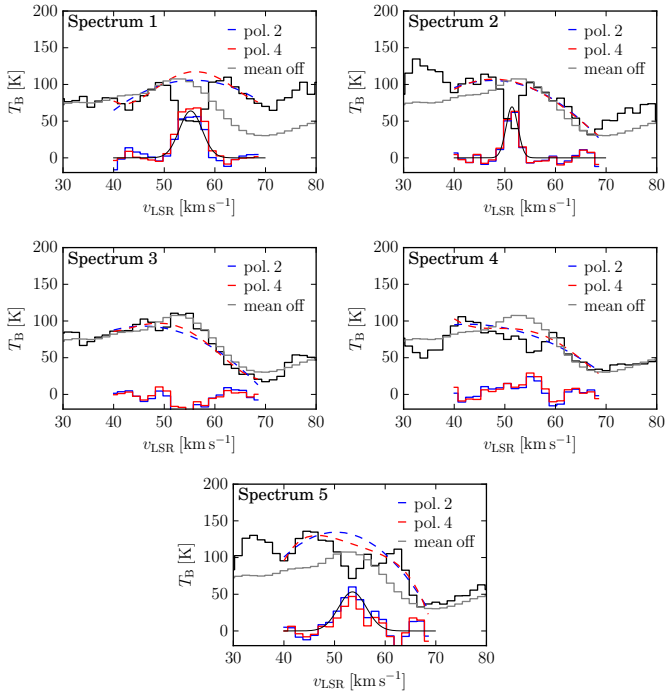 Spectrum 1
pol. 2
pol. 4
mean off
T_B [K]
200
150
100
50
0
30 40 50 60 70 80
v_LSR [km s⁻¹]
Spectrum 2
pol. 2
pol. 4
mean off
T_B [K]
200
150
100
50
0
30 40 50 60 70 80
v_LSR [km s⁻¹]
Spectrum 3
pol. 2
pol. 4
mean off
T_B [K]
200
150
100
50
0
30 40 50 60 70 80
v_LSR [km s⁻¹]
Spectrum 4
pol. 2
pol. 4
mean off
T_B [K]
200
150
100
50
0
30 40 50 60 70 80
v_LSR [km s⁻¹]
Spectrum 5
pol. 2
pol. 4
mean off
T_B [K]
200
150
100
50
0
30 40 50 60 70 80
v_LSR [km s⁻¹]